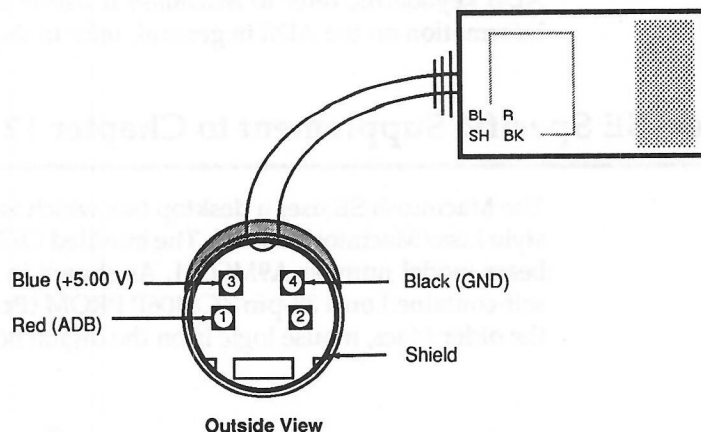 BL R
SH BK
Blue (+5.00 V)
3
4
Black (GND)
Red (ADB)
1
2
Shield
Outside View